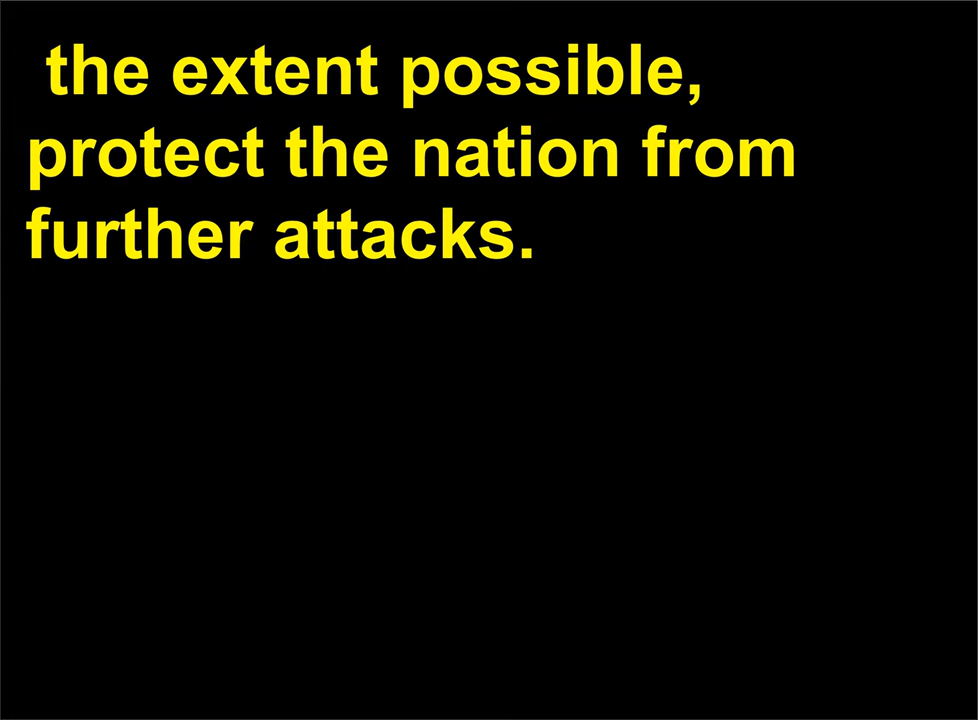 the extent possible,
protect the nation from
further attacks.